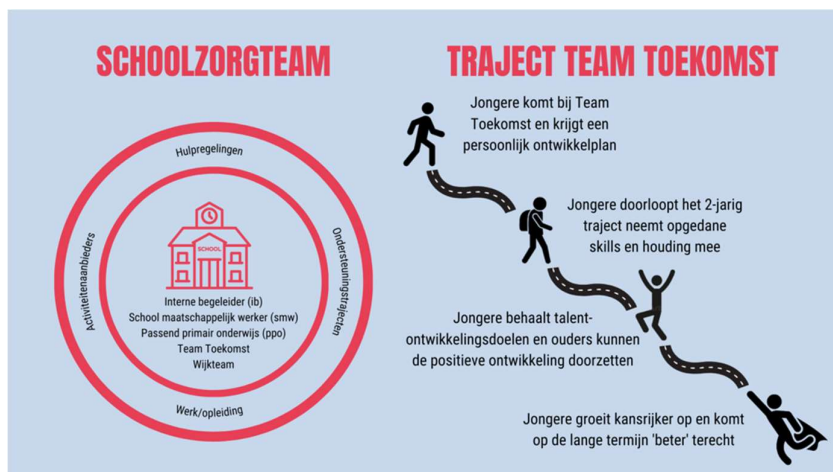 SCHOOLZORGTEAM
Hulpregelingen
Activiteitenaanbieders
Ondersteuningstrajecten
SCHOOL
Interne begeleider (ib)
School maatschappelijk werker (smw)
Passend primair onderwijs (ppo)
Team Toekomst
Wijkteam
Werk/opleiding
TRAJECT TEAM TOEKOMST
Jongere komt bij Team
Toekomst en krijgt een
persoonlijk ontwikkelplan
Jongere doorloopt het 2-jarig
traject neemt opgedane
skills en houding mee
Jongere behaalt talent-
ontwikkelingsdoelen en ouders kunnen
de positieve ontwikkeling doorzetten
Jongere groeit kansrijker op en komt
op de lange termijn 'beter' terecht